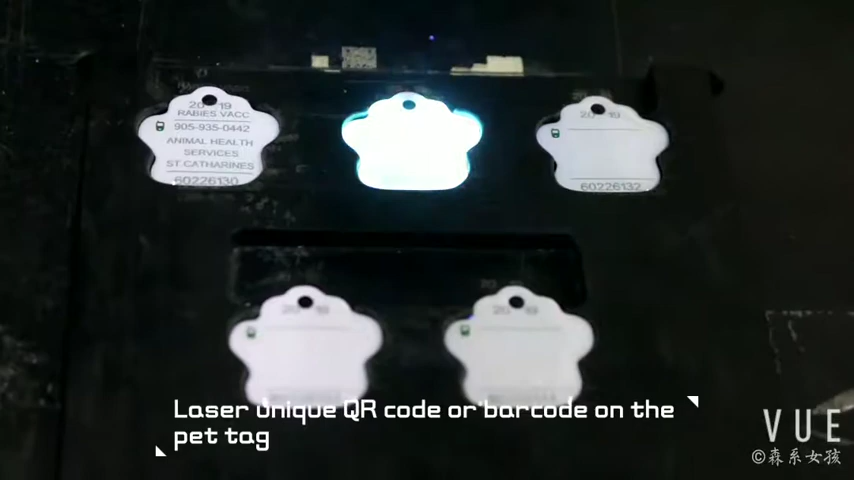 20 19
RABIES VACC
905-935-0442
ANIMAL HEALTH
SERVICES
ST.CATHARINES
60226130
20 19
60226132
20 19
20 19
Laser unique QR code or barcode on the
pet tag
VUE
©森系女孩